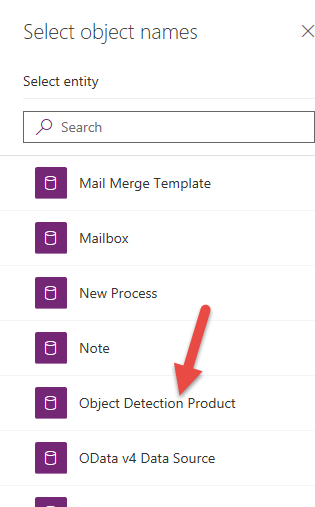 Select object names
Select entity
Search
Mail Merge Template
Mailbox
New Process
Note
Object Detection Product
OData v4 Data Source